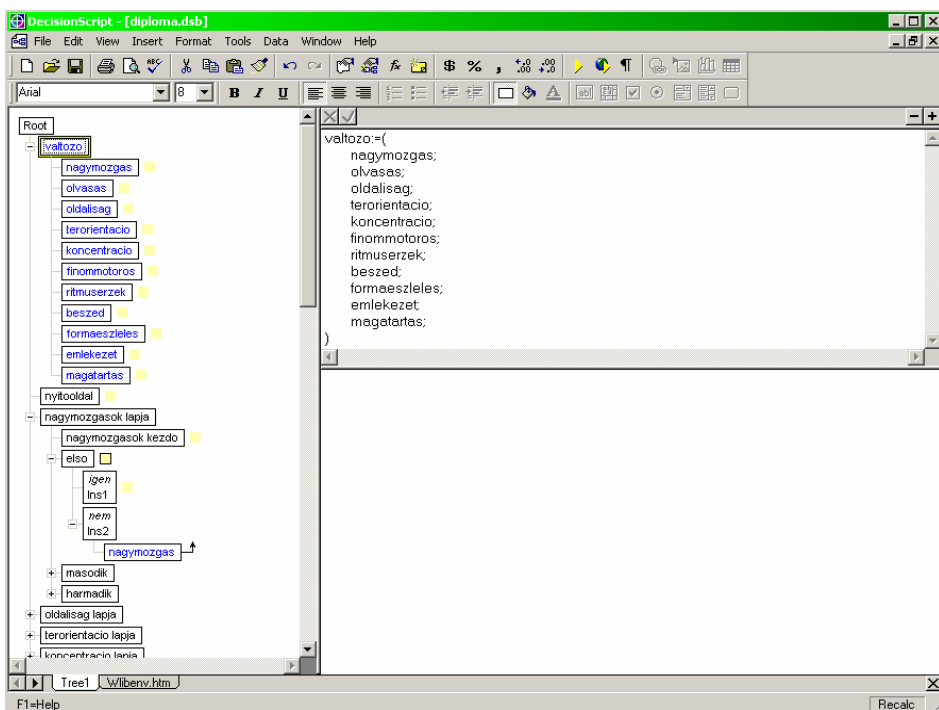 DecisionScript - [diploma.dsb]
File Edit View Insert Format Tools Data Window Help
Arial 8 B I U
Root
valtozo
nagymozgas
olvasas
oldalisag
terorientacio
koncentracio
finommotoros
ritmuserzek
beszed
formaeszleles
emlekezet
magatartas
nyitooldal
nagymozgasok lapja
nagymozgasok kezdo
elso
igen
Ins1
nem
Ins2
nagymozgas
masodik
harmadik
oldalisag lapja
terorientacio lapja
koncentracio lapja
valtozo:=(
nagymozgas;
olvasas;
oldalisag;
terorientacio;
koncentracio;
finommotoros;
ritmuserzek;
beszed;
formaeszleles;
emlekezet;
magatartas;
)
Tree1 Wlibenv.htm
F1=Help Recalc